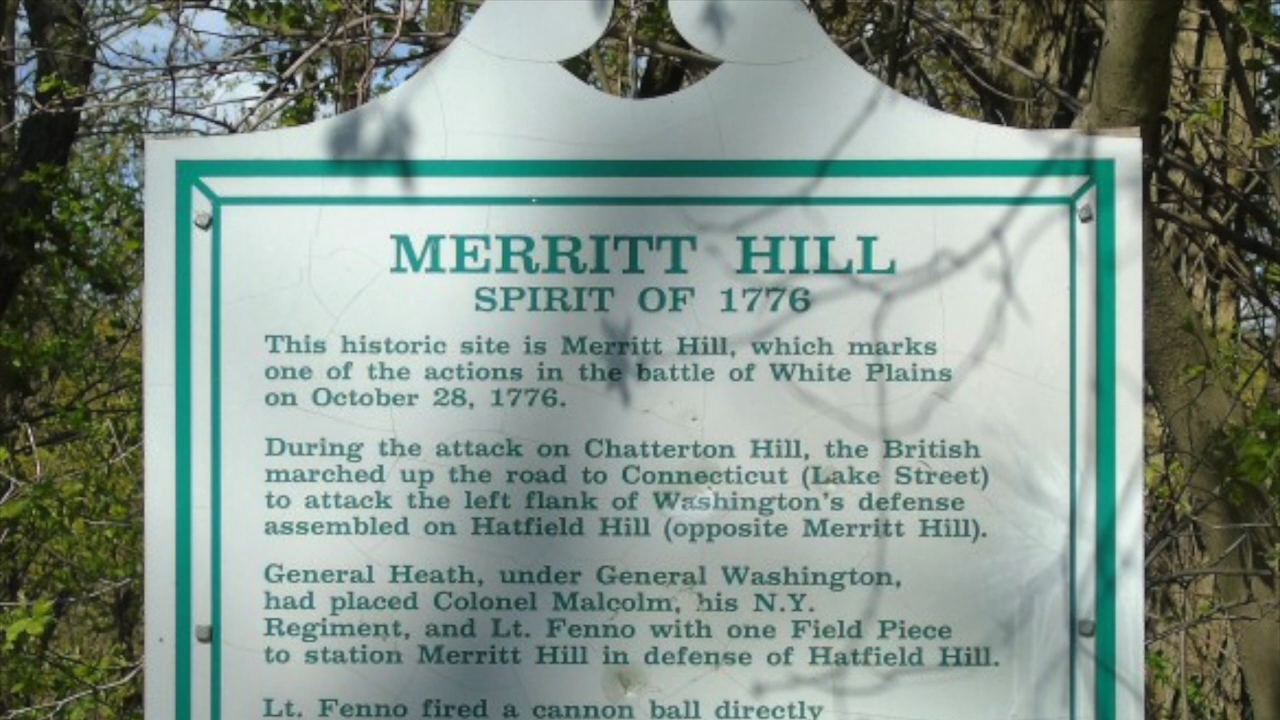 MERRITT HILL
SPIRIT OF 1776
This historic site is Merritt Hill, which marks
one of the actions in the battle of White Plains
on October 28, 1776.
During the attack on Chatterton Hill, the British
marched up the road to Connecticut (Lake Street)
to attack the left flank of Washington's defense
assembled on Hatfield Hill (opposite Merritt Hill).
General Heath, under General Washington,
had placed Colonel Malcolm, his N.Y.
Regiment, and Lt. Fenno with one Field Piece
to station Merritt Hill in defense of Hatfield Hill.
Lt. Fenno fired a cannon ball directly